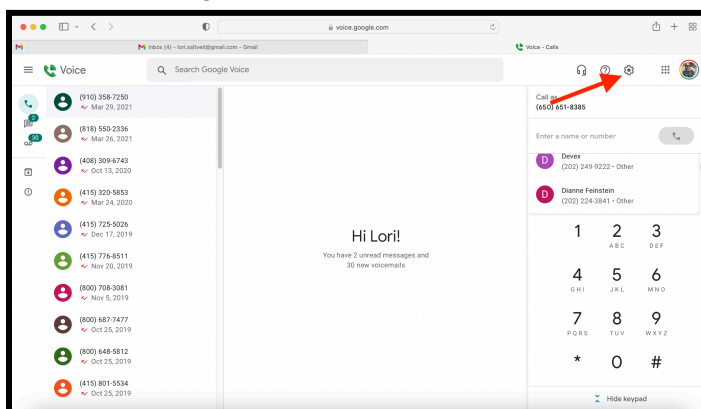 voice.google.com
Inbox (4) - lori.saltveit@gmail.com - Gmail
Voice - Calls
Voice
Search Google Voice
Call as
(650) 651-8385
Enter a name or number
2
30
(910) 358-7250
Mar 29, 2021
(818) 550-2336
Mar 26, 2021
(408) 309-6743
Oct 13, 2020
(415) 320-5853
Mar 24, 2020
(415) 725-5026
Dec 17, 2019
(415) 776-8511
Nov 20, 2019
(800) 708-3081
Nov 5, 2019
(800) 687-7477
Oct 25, 2019
(800) 648-5812
Oct 25, 2019
(415) 801-5534
Oct 25, 2019
Hi Lori!
You have 2 unread messages and
30 new voicemails
D
Devex
(202) 249-9222 • Other
D
Dianne Feinstein
(202) 224-3841 • Other
1 2 3
ABC DEF
4 5 6
GHI JKL MNO
7 8 9
PQRS TUV WXYZ
* 0 #
Hide keypad